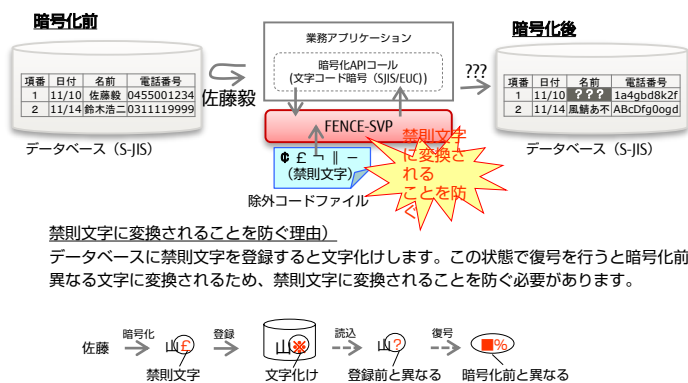 暗号化前
業務アプリケーション
暗号化後
暗号化APIコール
(文字コード暗号（SJIS/EUC))
???
項番 日付 名前 電話番号
1 11/10 佐藤毅 0455001234
2 11/14 鈴木浩二 0311119999
佐藤毅
項番 日付 名前 電話番号
1 11/10 ??? 1a4gbd8k2f
2 11/14 風鯖あ不 ABcDfg0ogd
FENCE-SVP
データベース（S-JIS）
データベース（S-JIS）
禁則文字
に変換さ
れる
ことを防
ぐ
¢ £ ┐ ∥ −
（禁則文字）
除外コードファイル
禁則文字に変換されることを防ぐ理由）
データベースに禁則文字を登録すると文字化けします。この状態で復号を行うと暗号化前
異なる文字に変換されるため、禁則文字に変換されることを防ぐ必要があります。
佐藤 暗号化 山£ 登録 山※ 読込 山? 復号 ■%
禁則文字 文字化け 登録前と異なる 暗号化前と異なる